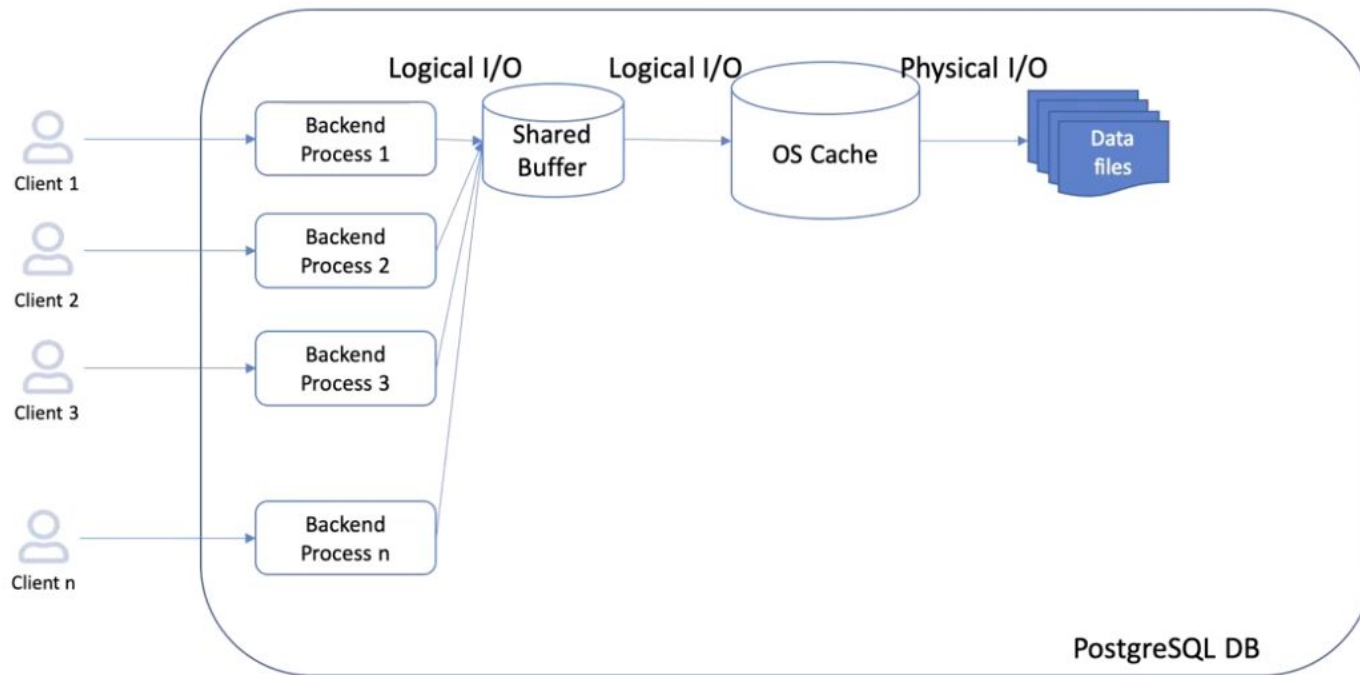 Logical I/O
Logical I/O
Physical I/O
Client 1
Backend
Process 1
Shared
Buffer
OS Cache
Data
files
Client 2
Backend
Process 2
Client 3
Backend
Process 3
Client n
Backend
Process n
PostgreSQL DB